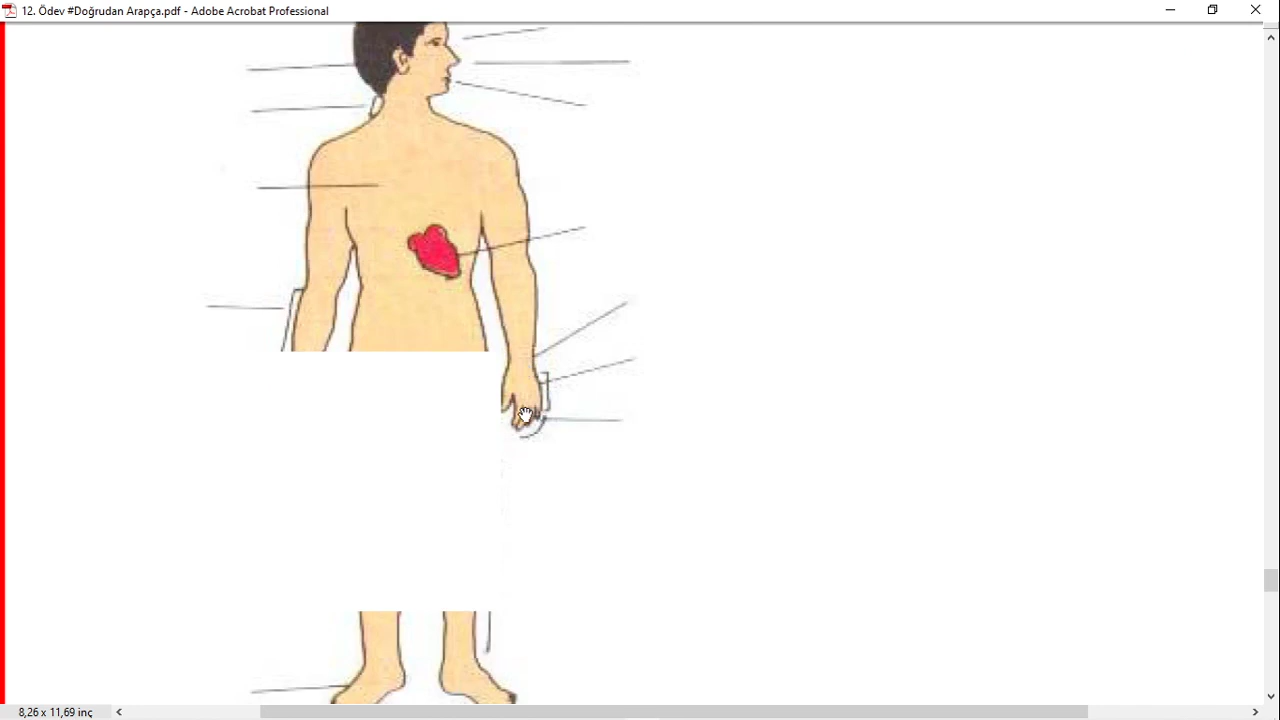 12. Ödev #Doğrudan Arapça.pdf - Adobe Acrobat Professional
8,26 x 11,69 inç